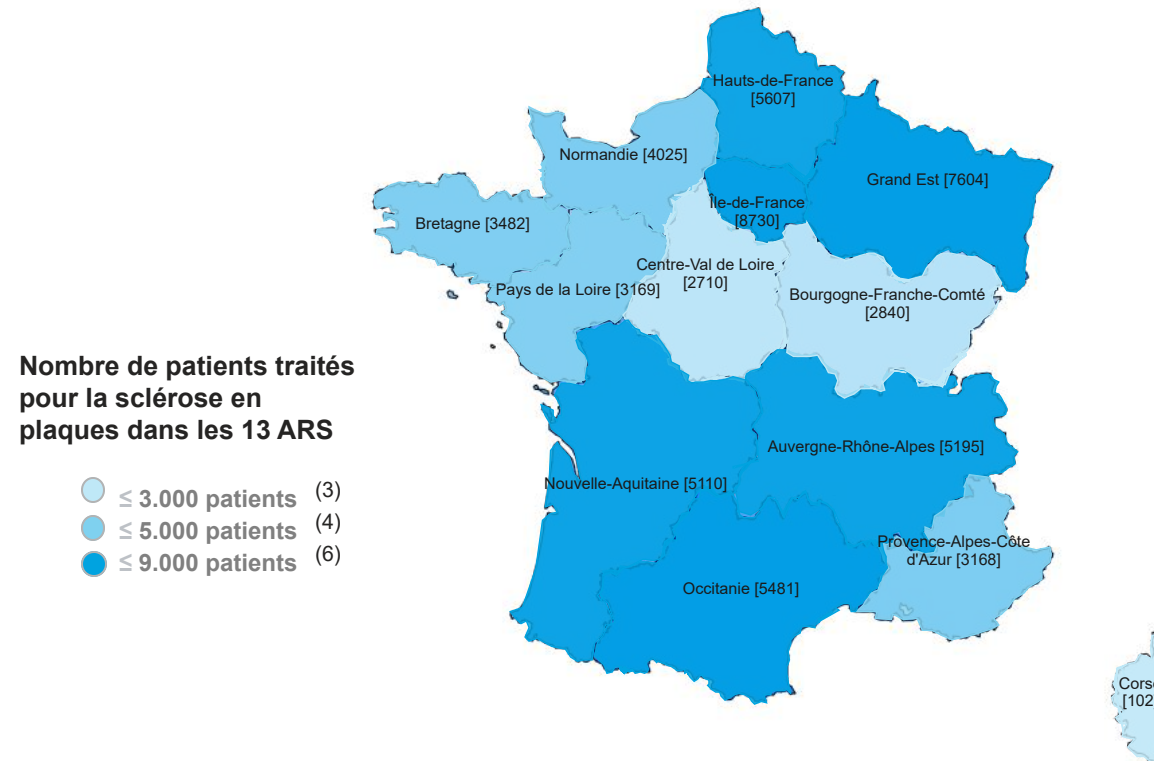 Hauts-de-France
[5607]
Normandie [4025]
Grand Est [7604]
Île-de-France
[8730]
Bretagne [3482]
Centre-Val de Loire
[2710]
Pays de la Loire [3169]
Bourgogne-Franche-Comté
[2840]
Nombre de patients traités
pour la sclérose en
plaques dans les 13 ARS
≤ 3.000 patients (3)
≤ 5.000 patients (4)
≤ 9.000 patients (6)
Auvergne-Rhône-Alpes [5195]
Nouvelle-Aquitaine [5110]
Provence-Alpes-Côte
d'Azur [3168]
Occitanie [5481]